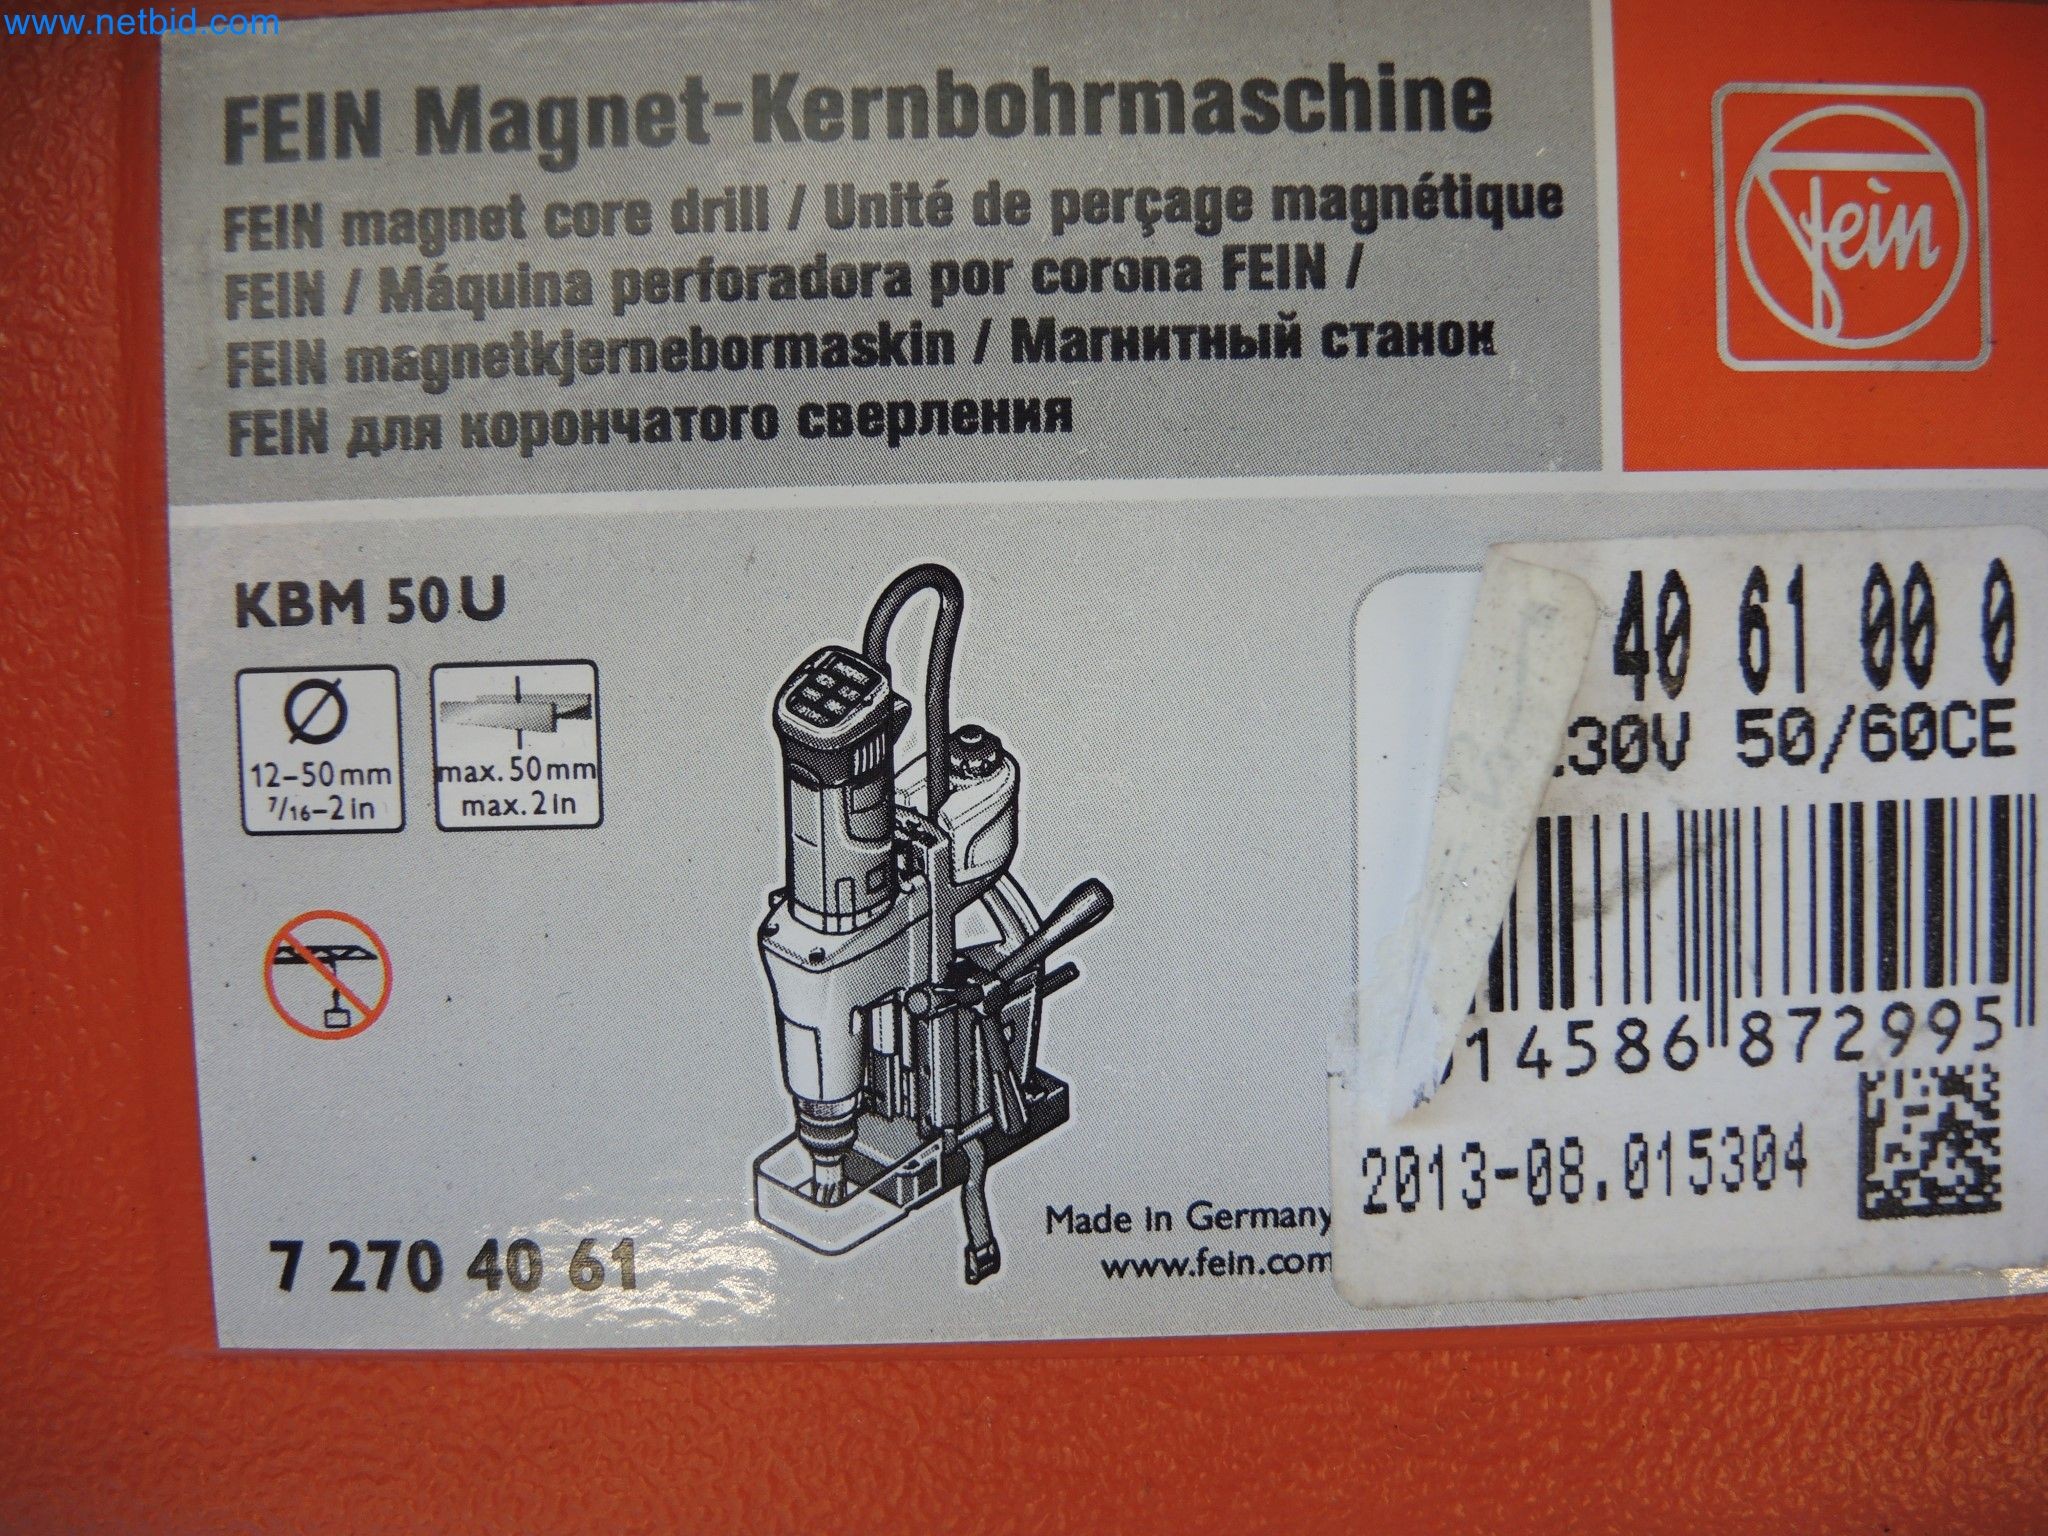 www.netbid.com
FEIN Magnet-Kernbohrmaschine
FEIN magnet core drill / Unité de perçage magnétique
FEIN / Máquina perforadora por corona FEIN /
FEIN magnetkjernebormaskin / Магнитный станок
FEIN для корончатого сверления
fein
KBM 50 U
12–50 mm
7/16–2 in
max. 50 mm
max. 2 in
7 270 40 61
Made in Germany
www.fein.com
40 61 00 0
30V 50/60CE
14586 872995
2013-08.015304